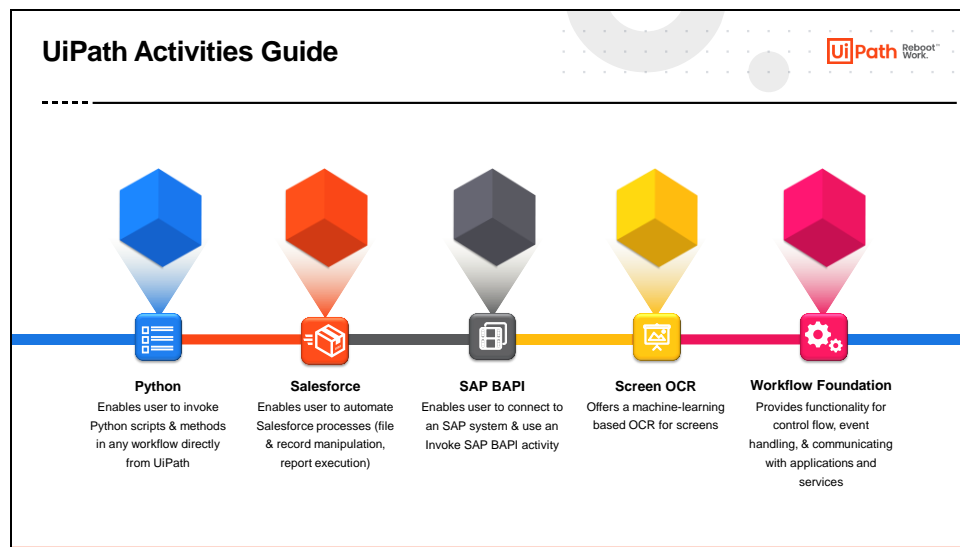 UiPath Activities Guide
UiPath Reboot™
Work.
Python
Enables user to invoke
Python scripts & methods
in any workflow directly
from UiPath
Salesforce
Enables user to automate
Salesforce processes (file
& record manipulation,
report execution)
SAP BAPI
Enables user to connect to
an SAP system & use an
Invoke SAP BAPI activity
Screen OCR
Offers a machine-learning
based OCR for screens
Workflow Foundation
Provides functionality for
control flow, event
handling, & communicating
with applications and
services